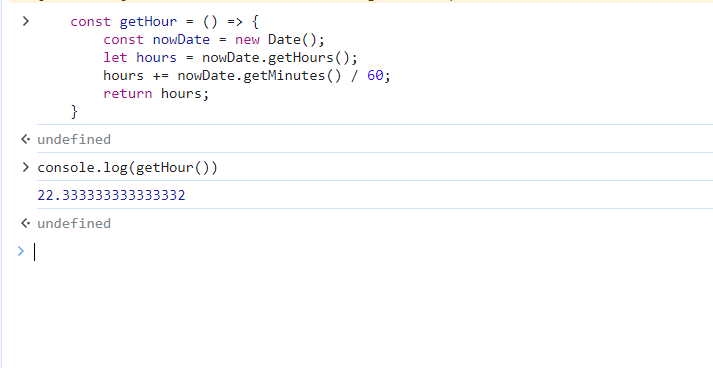 const getHour = () => {
const nowDate = new Date();
let hours = nowDate.getHours();
hours += nowDate.getMinutes() / 60;
return hours;
}
undefined
console.log(getHour())
22.333333333333332
undefined